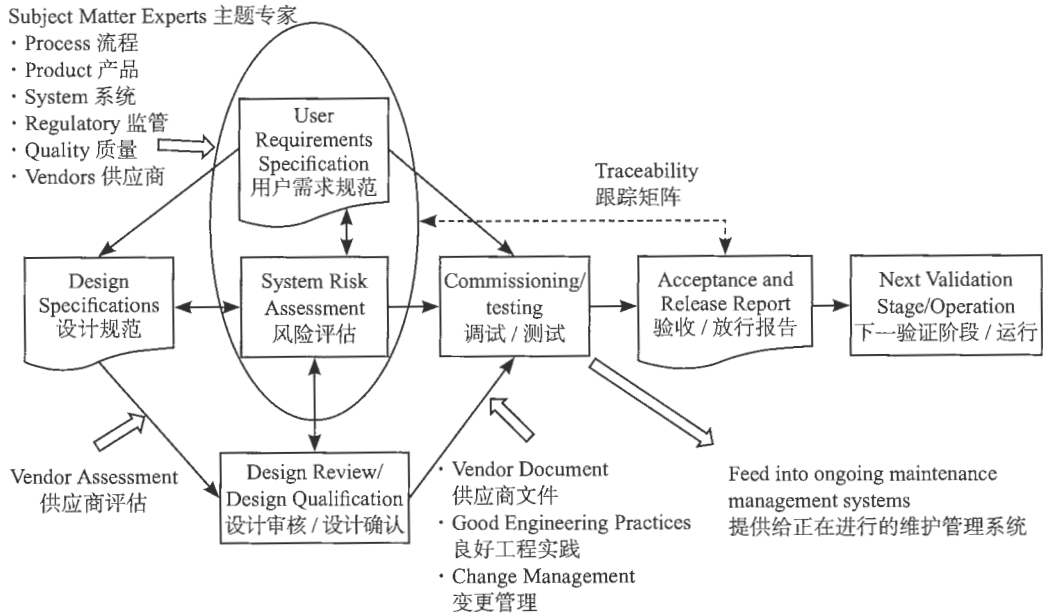 Subject Matter Experts 主题专家
· Process 流程
· Product 产品
· System 系统
· Regulatory 监管
· Quality 质量
· Vendors 供应商
User
Requirements
Specification
用户需求规范
Traceability
跟踪矩阵
Design
Specifications
设计规范
System Risk
Assessment
风险评估
Commissioning/
testing
调试 / 测试
Acceptance and
Release Report
验收 / 放行报告
Next Validation
Stage/Operation
下一验证阶段 / 运行
Vendor Assessment
供应商评估
Design Review/
Design Qualification
设计审核 / 设计确认
· Vendor Document
供应商文件
· Good Engineering Practices
良好工程实践
· Change Management
变更管理
Feed into ongoing maintenance
management systems
提供给正在进行的维护管理系统